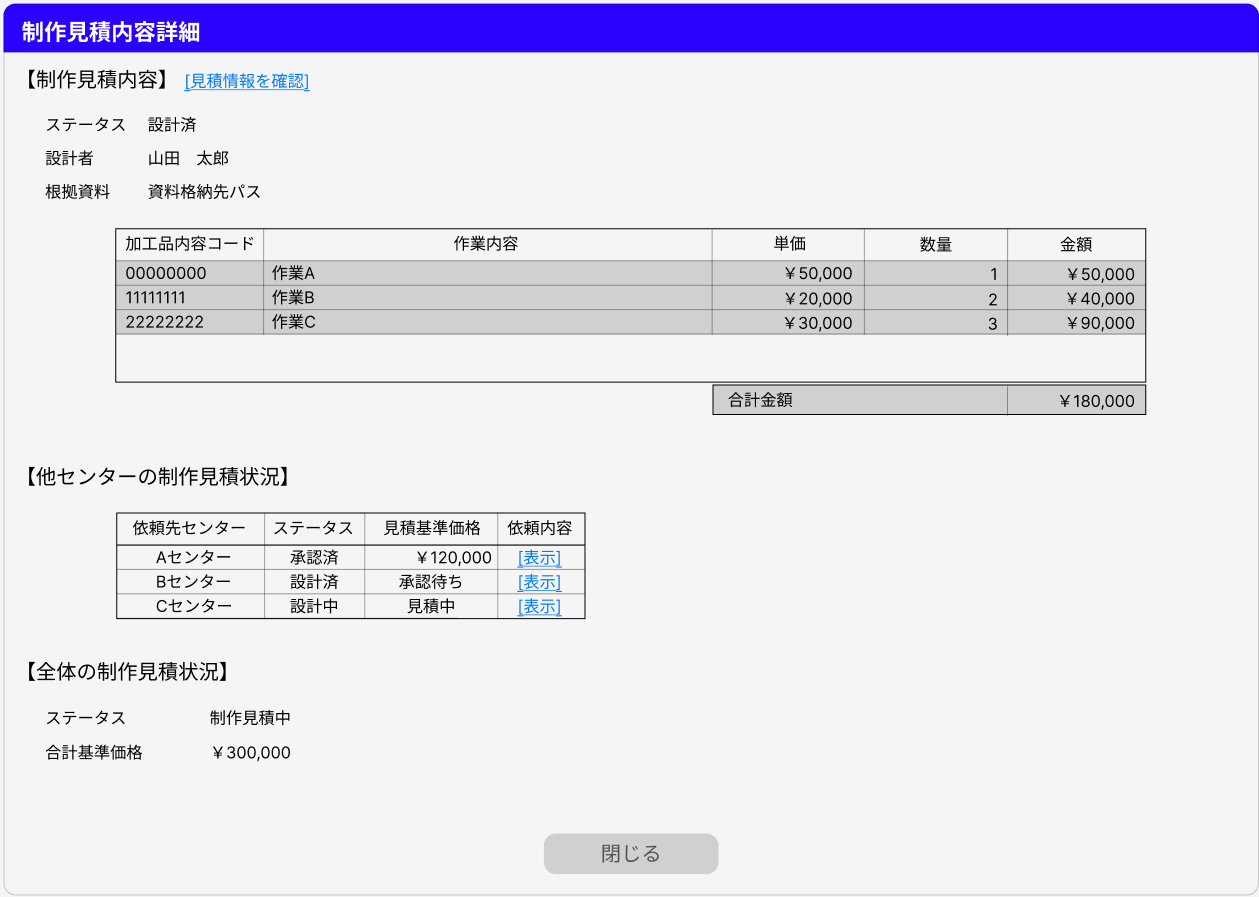 制作見積内容詳細
【制作見積内容】 [見積情報を確認]
ステータス 設計済
設計者 山田　太郎
根拠資料 資料格納先パス
加工品内容コード 作業内容 単価 数量 金額
00000000 作業A ￥50,000 1 ￥50,000
11111111 作業B ￥20,000 2 ￥40,000
22222222 作業C ￥30,000 3 ￥90,000
合計金額 ￥180,000
【他センターの制作見積状況】
依頼先センター ステータス 見積基準価格 依頼内容
Aセンター 承認済 ￥120,000 [表示]
Bセンター 設計済 承認待ち [表示]
Cセンター 設計中 見積中 [表示]
【全体の制作見積状況】
ステータス 制作見積中
合計基準価格 ￥300,000
閉じる